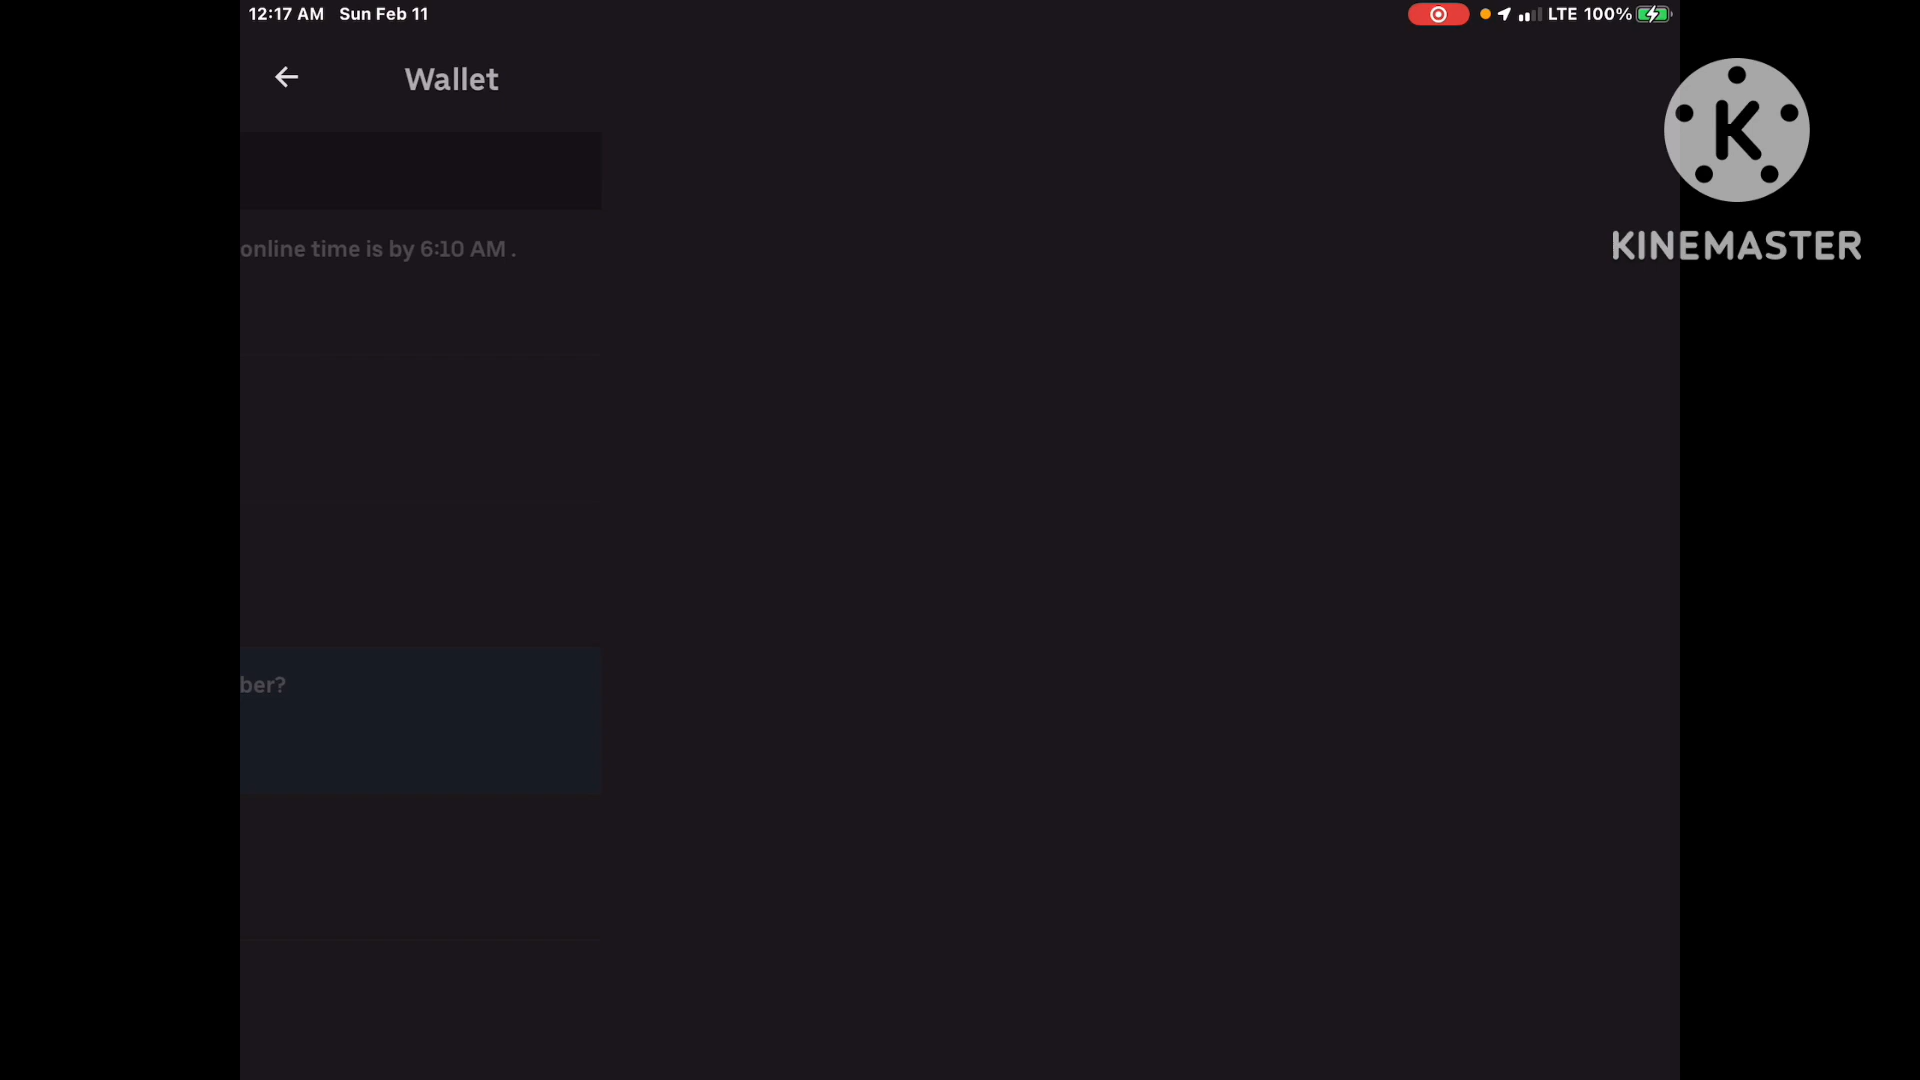 12:17 AM Sun Feb 11
LTE 100%
Wallet
K
KINEMASTER
online time is by 6:10 AM .
ber?